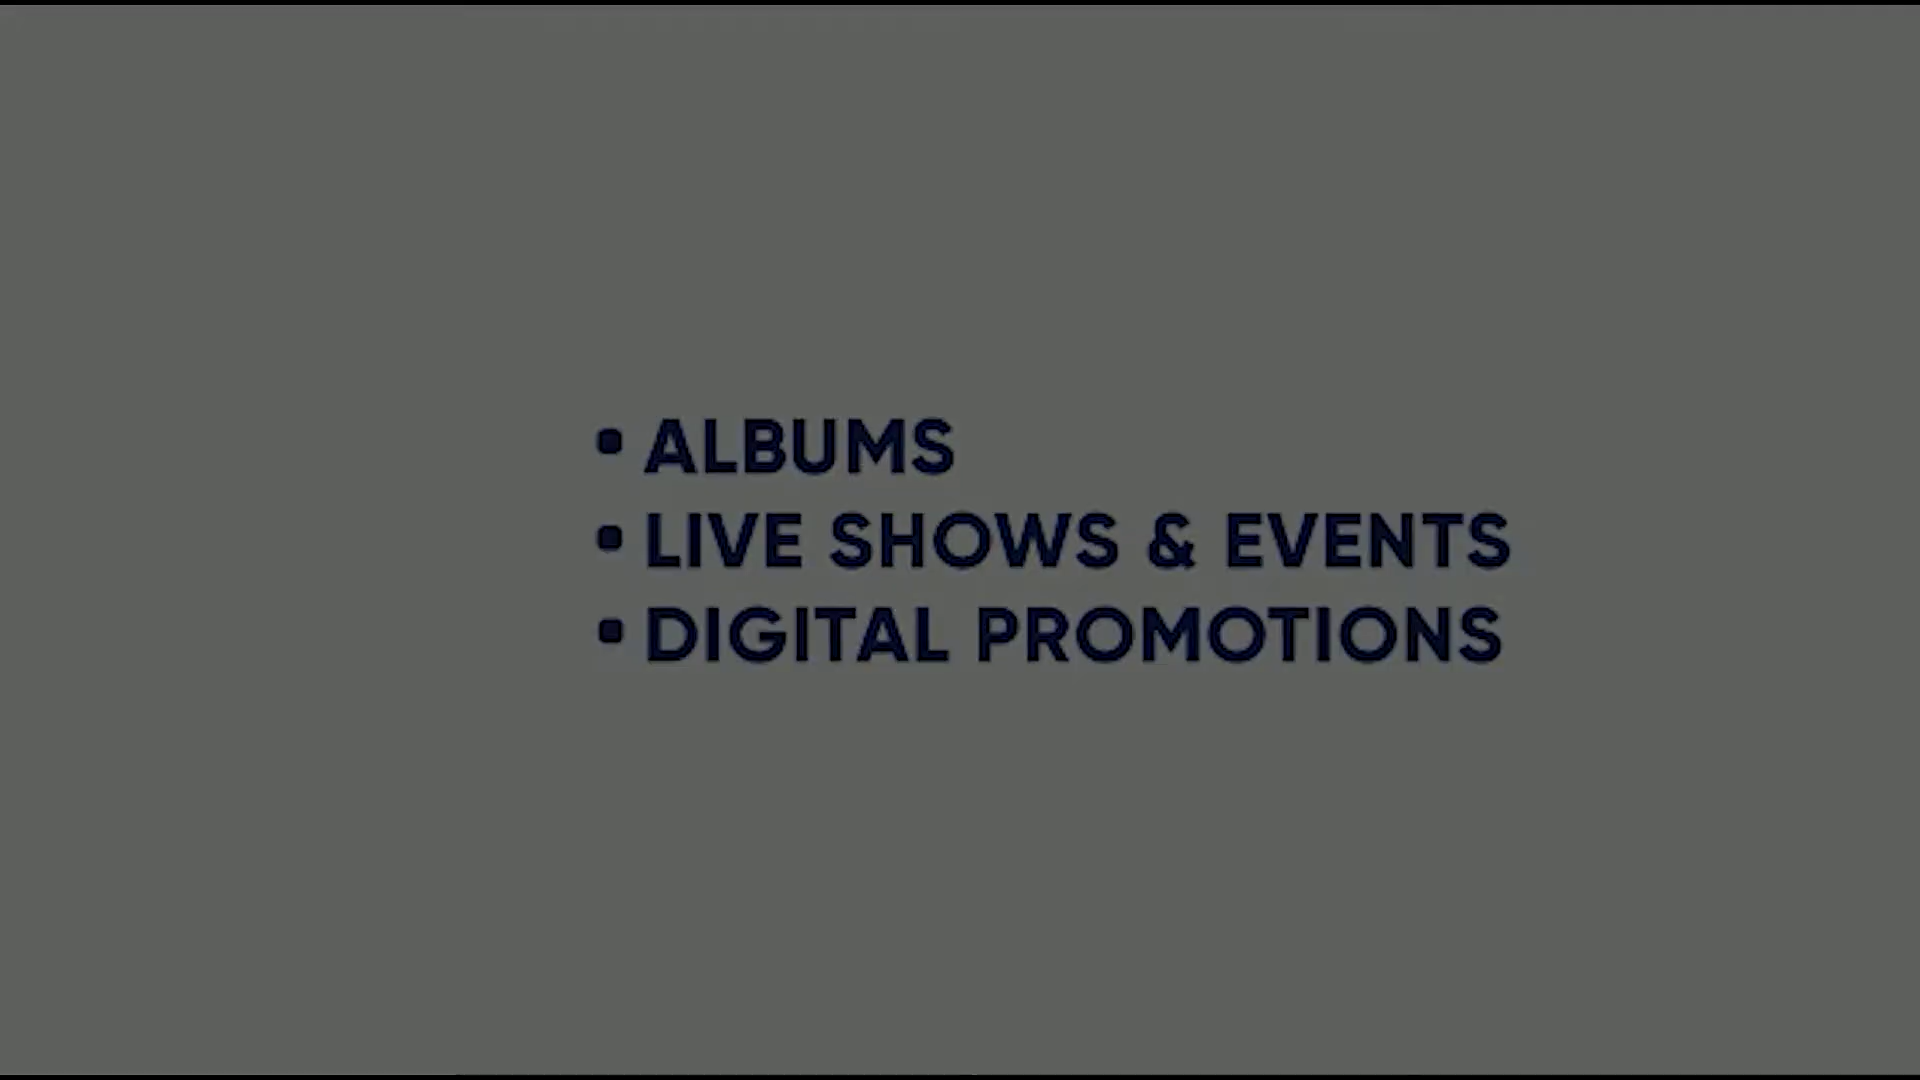 • ALBUMS
• LIVE SHOWS & EVENTS
• DIGITAL PROMOTIONS